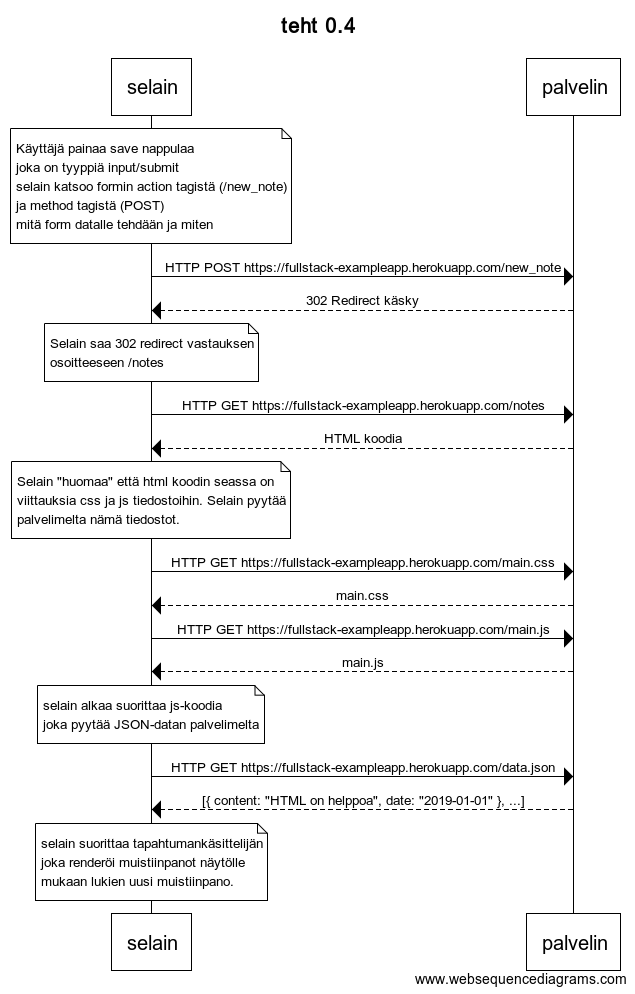 teht 0.4
selain
palvelin
Käyttäjä painaa save nappulaa
joka on tyyppiä input/submit
selain katsoo formin action tagistä (/new_note)
ja method tagistä (POST)
mitä form datalle tehdään ja miten
HTTP POST https://fullstack-exampleapp.herokuapp.com/new_note
302 Redirect käsky
Selain saa 302 redirect vastauksen
osoitteeseen /notes
HTTP GET https://fullstack-exampleapp.herokuapp.com/notes
HTML koodia
Selain "huomaa" että html koodin seassa on
viittauksia css ja js tiedostoihin. Selain pyytää
palvelimelta nämä tiedostot.
HTTP GET https://fullstack-exampleapp.herokuapp.com/main.css
main.css
HTTP GET https://fullstack-exampleapp.herokuapp.com/main.js
main.js
selain alkaa suorittaa js-koodia
joka pyytää JSON-datan palvelimelta
HTTP GET https://fullstack-exampleapp.herokuapp.com/data.json
[{ content: "HTML on helppoa", date: "2019-01-01" }, ...]
selain suorittaa tapahtumankäsittelijän
joka renderöi muistiinpanot näytölle
mukaan lukien uusi muistiinpano.
selain
palvelin
www.websequencediagrams.com